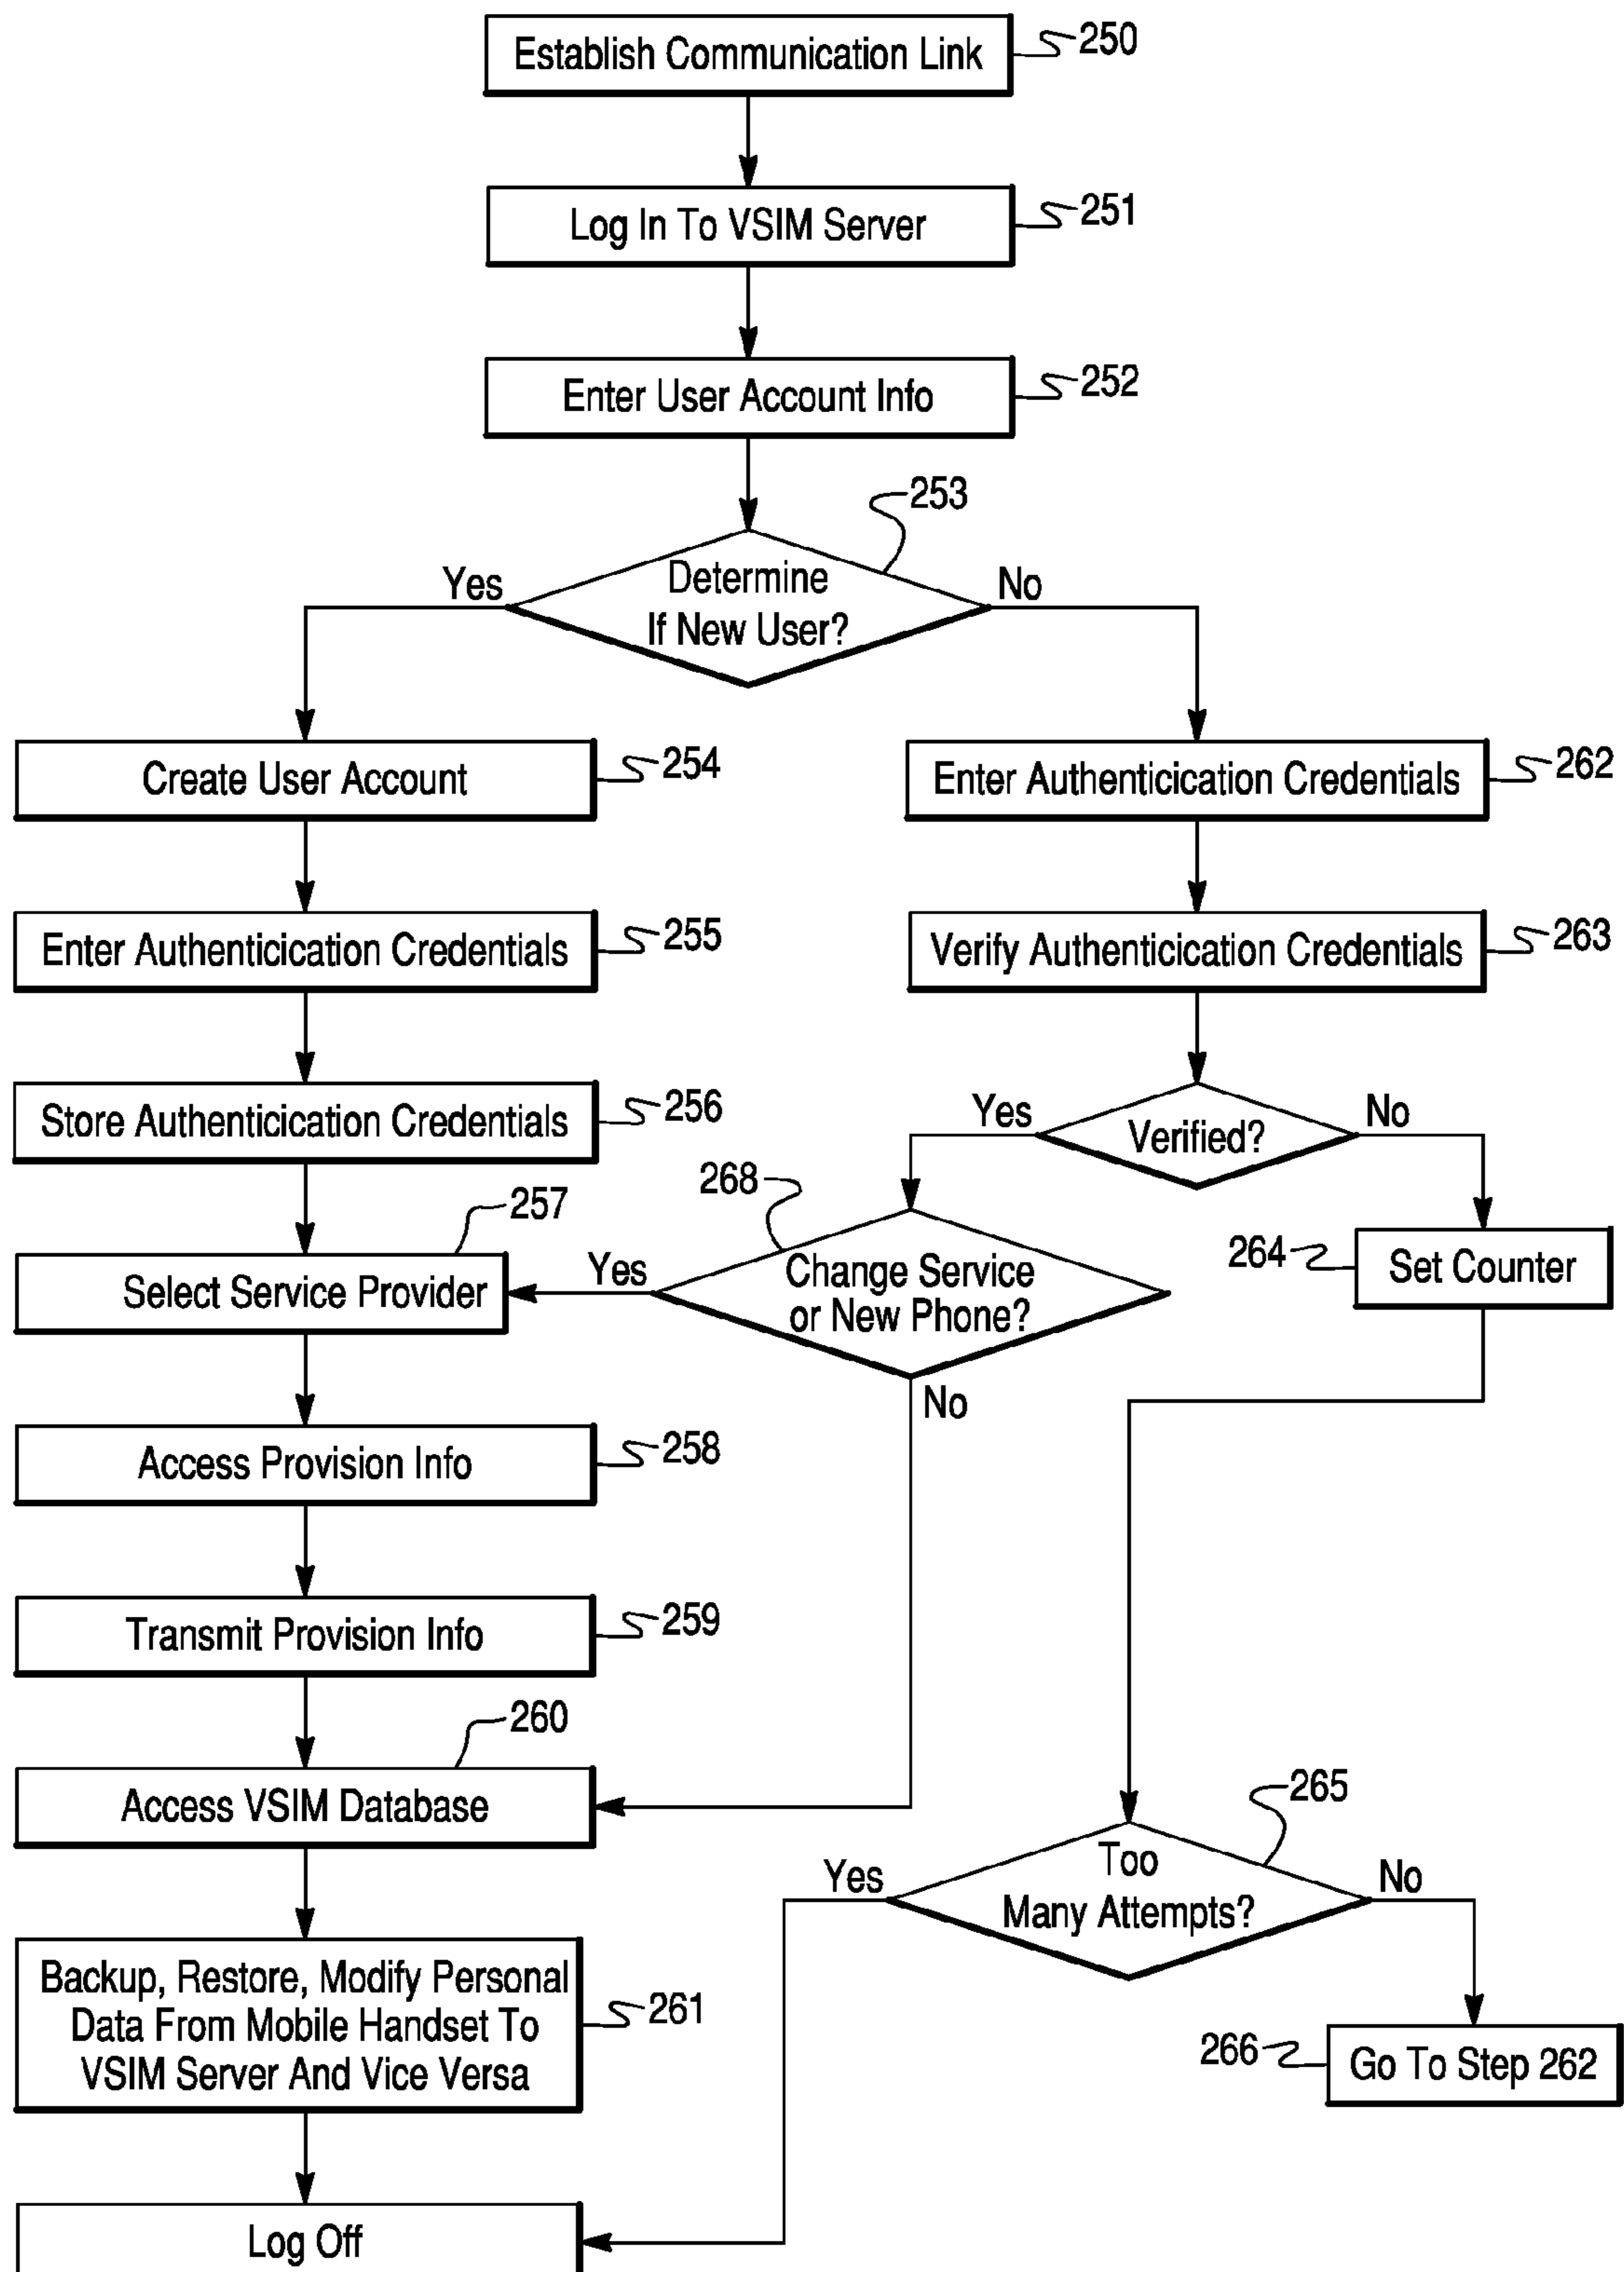 Establish Communication Link
250
Log In To VSIM Server
251
Enter User Account Info
252
253
Determine
If New User?
Yes
No
Create User Account
254
Enter Authenticication Credentials
262
Enter Authenticication Credentials
255
Verify Authenticication Credentials
263
Store Authenticication Credentials
256
Verified?
Yes
No
257
Select Service Provider
268
Change Service
or New Phone?
Yes
No
264
Set Counter
Access Provision Info
258
Transmit Provision Info
259
260
Access VSIM Database
265
Too
Many Attempts?
Yes
No
Backup, Restore, Modify Personal
Data From Mobile Handset To
VSIM Server And Vice Versa
261
266
Go To Step 262
Log Off